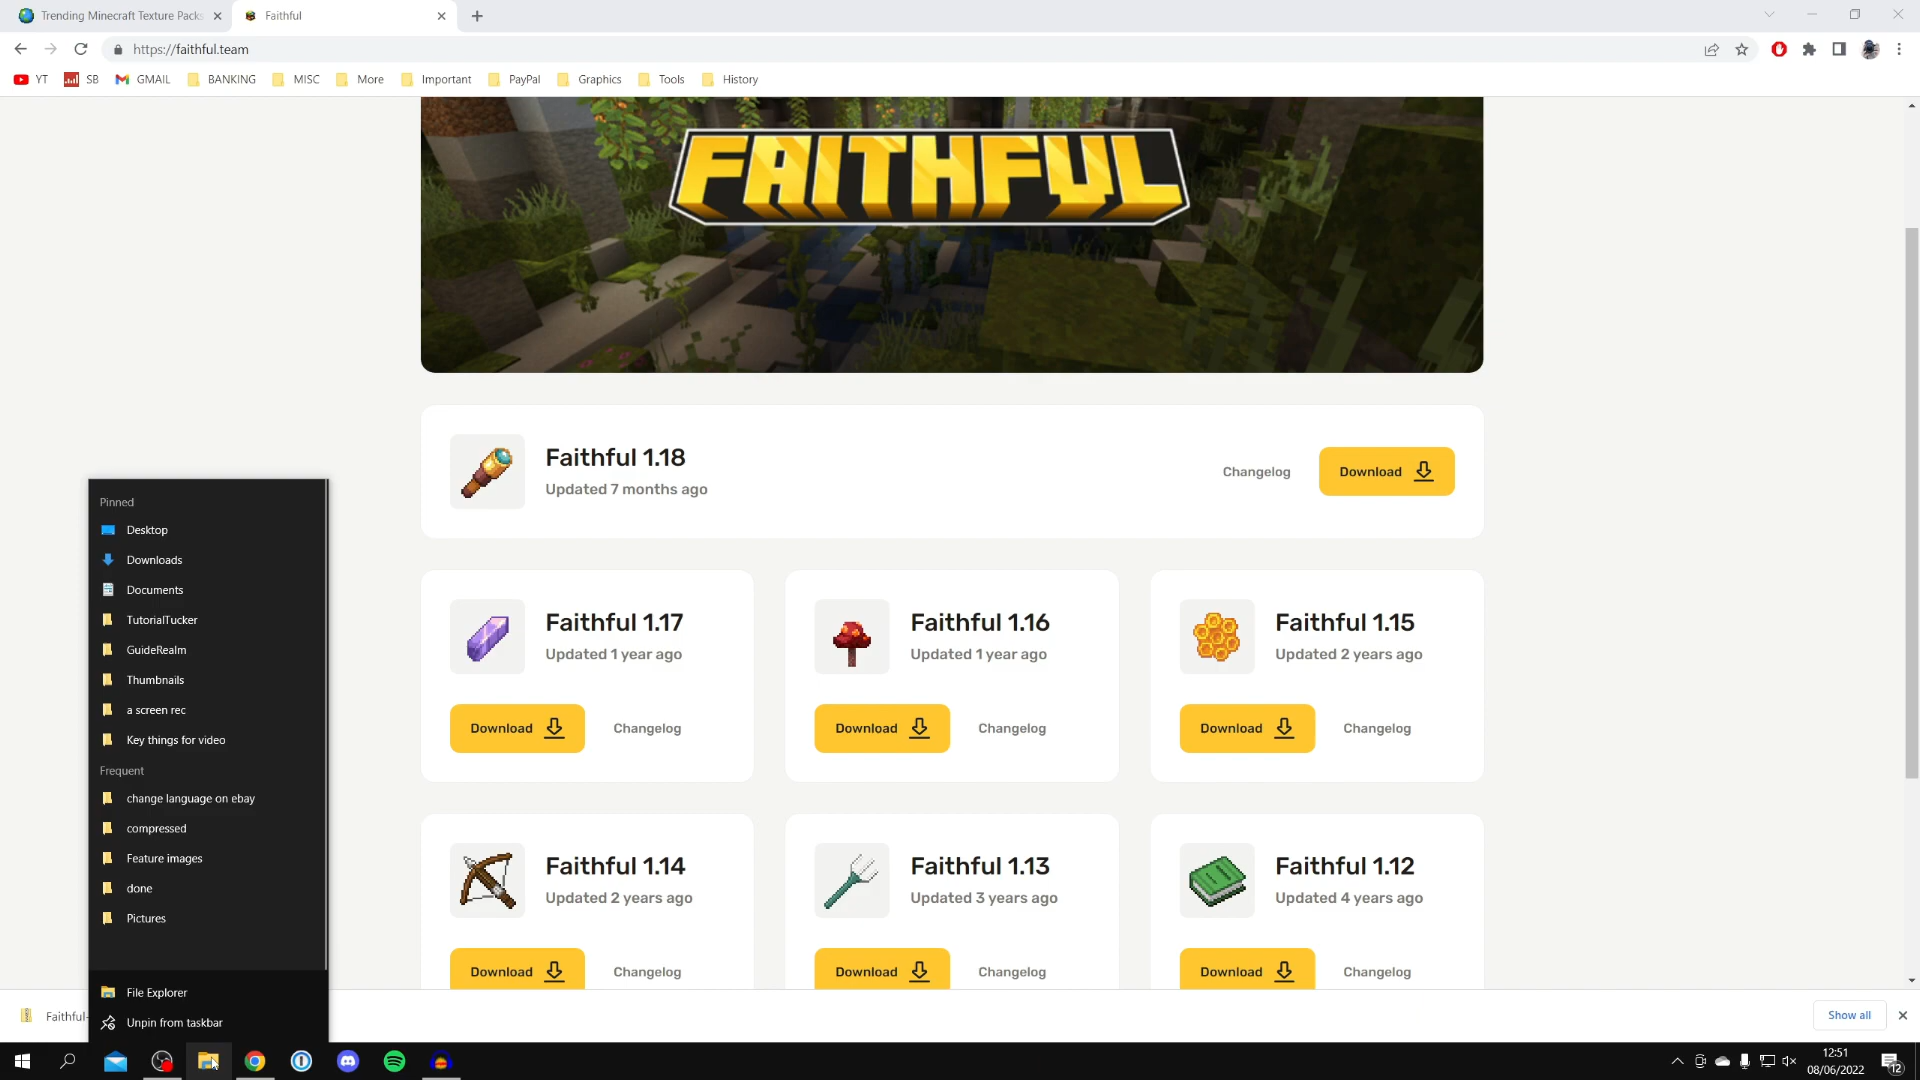 Trending Minecraft Texture Packs
Faithful
https://faithful.team
YT
SB
GMAIL
BANKING
MISC
More
Important
PayPal
Graphics
Tools
History
FAITHFUL
Faithful 1.18
Updated 7 months ago
Changelog
Download
Faithful 1.17
Updated 1 year ago
Download
Changelog
Faithful 1.16
Updated 1 year ago
Download
Changelog
Faithful 1.15
Updated 2 years ago
Download
Changelog
Faithful 1.14
Updated 2 years ago
Download
Changelog
Faithful 1.13
Updated 3 years ago
Download
Changelog
Faithful 1.12
Updated 4 years ago
Download
Changelog
Pinned
Desktop
Downloads
Documents
TutorialTucker
GuideRealm
Thumbnails
a screen rec
Key things for video
Frequent
change language on ebay
compressed
Feature images
done
Pictures
File Explorer
Unpin from taskbar
Faithful-
Show all
12:51
08/06/2022
12